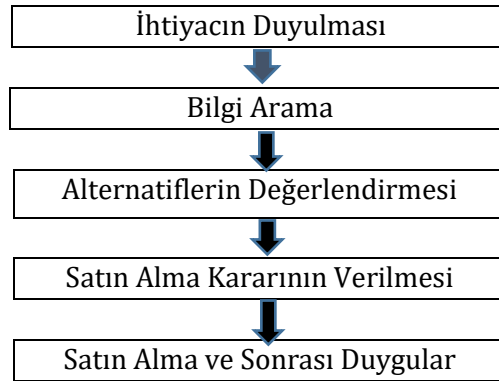 İhtiyacın Duyulması
Bilgi Arama
Alternatiflerin Değerlendirmesi
Satın Alma Kararının Verilmesi
Satın Alma ve Sonrası Duygular